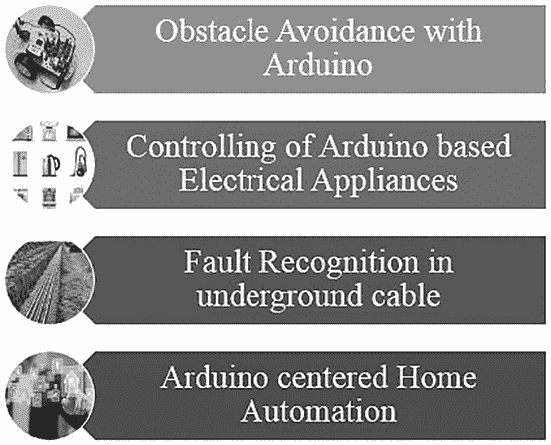 Obstacle Avoidance with
Arduino
Controlling of Arduino based
Electrical Appliances
Fault Recognition in
underground cable
Arduino centered Home
Automation